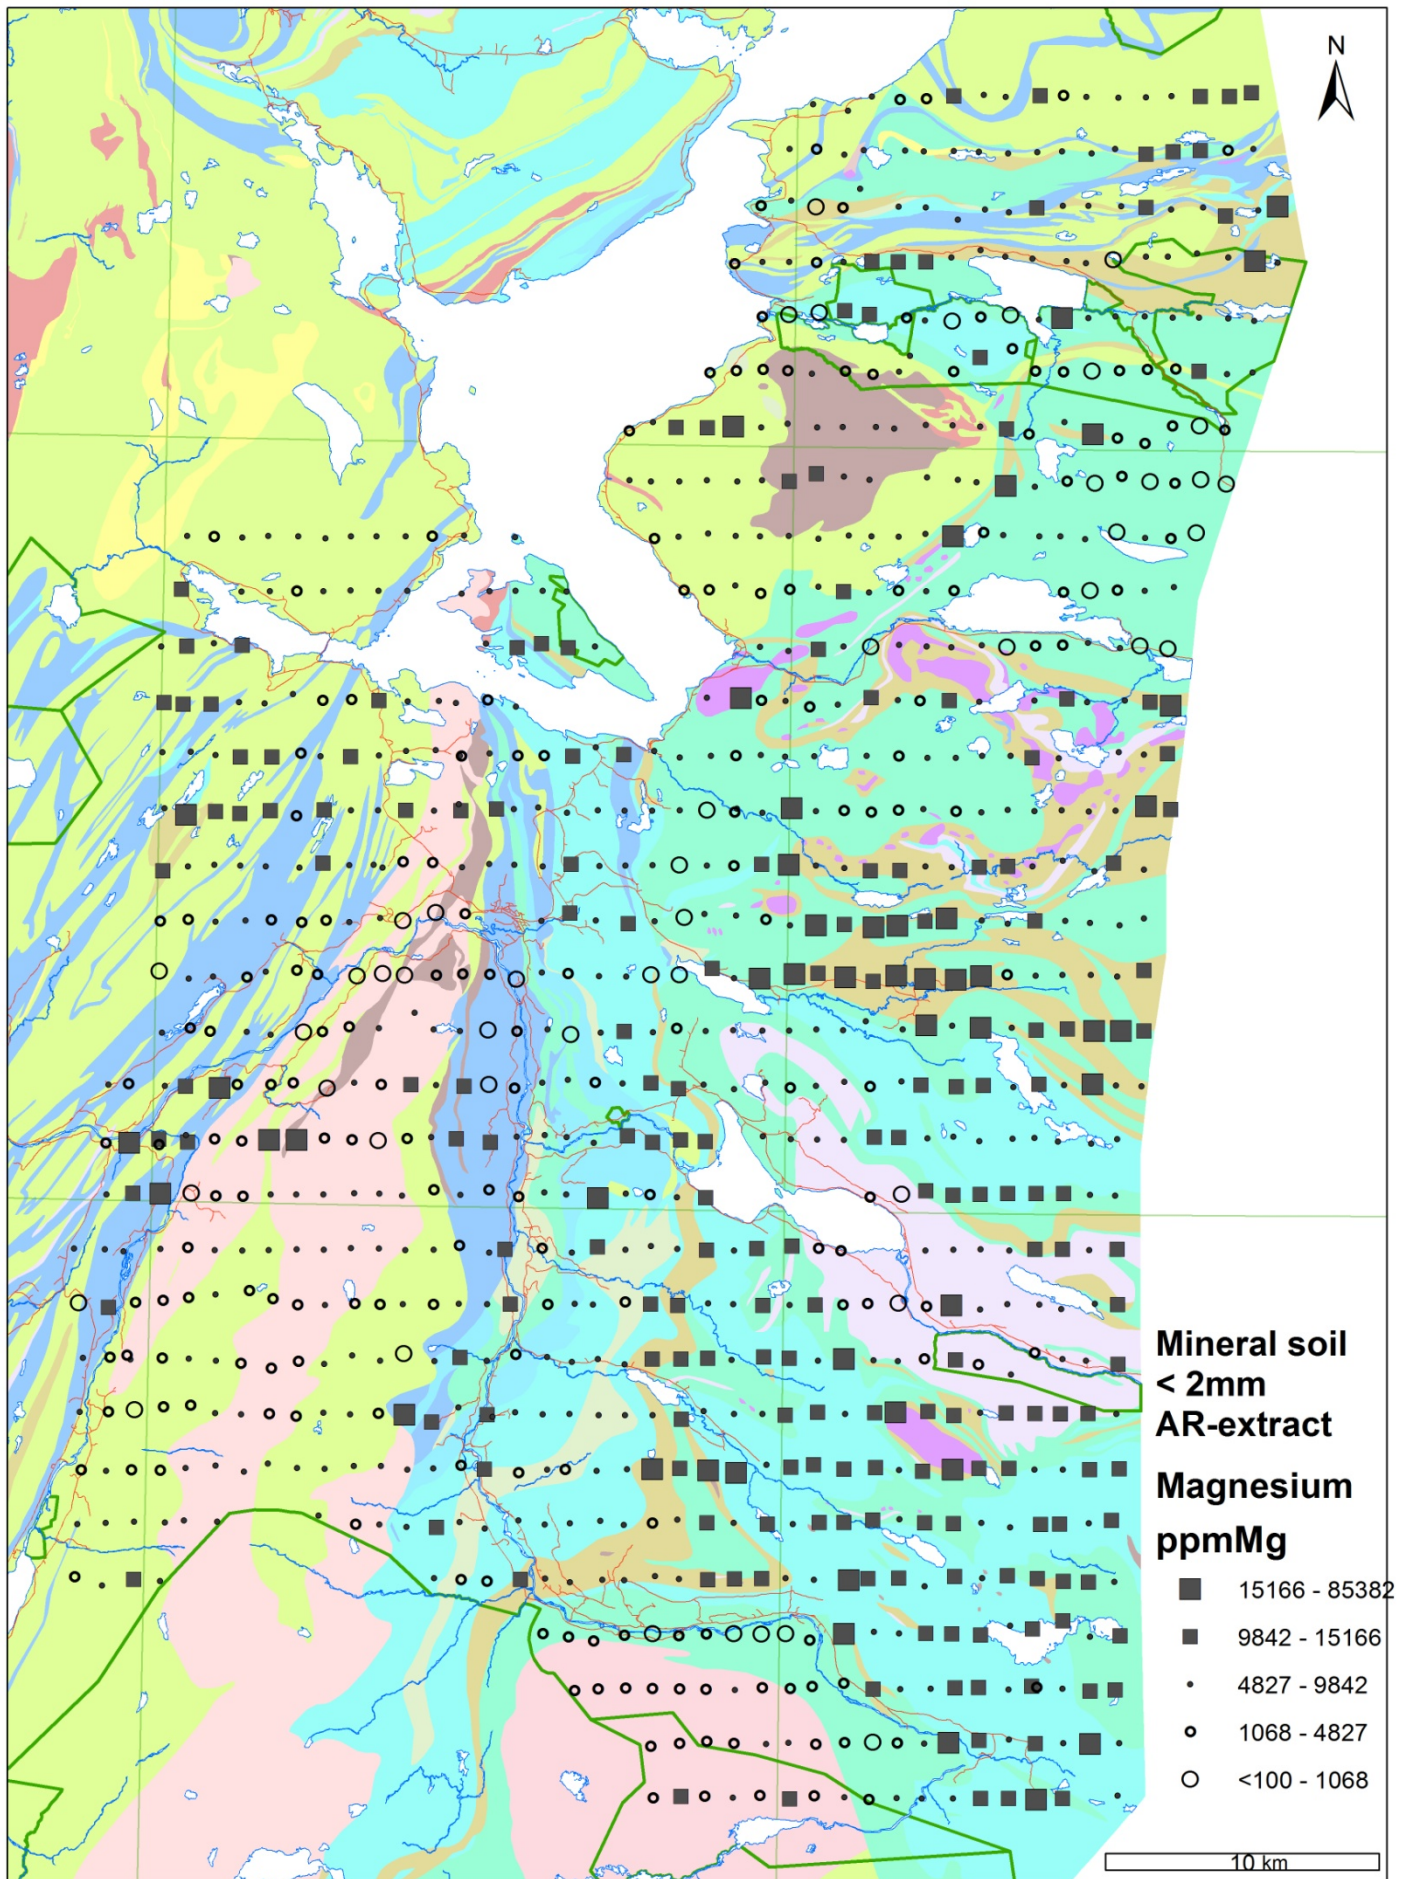 N
Mineral soil
< 2mm
AR-extract
Magnesium
ppmMg
15166 - 85382
9842 - 15166
4827 - 9842
1068 - 4827
<100 - 1068
10 km